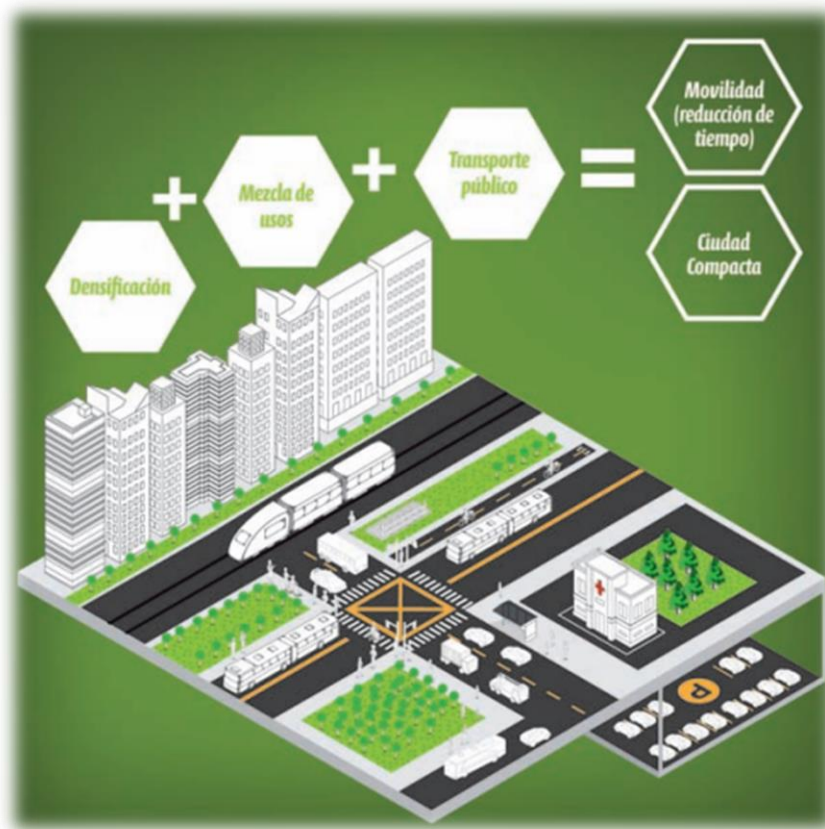 Densificación
+
Mezcla de
usos
+
Transporte
público
=
Movilidad
(reducción de
tiempo)
Ciudad
Compacta
P